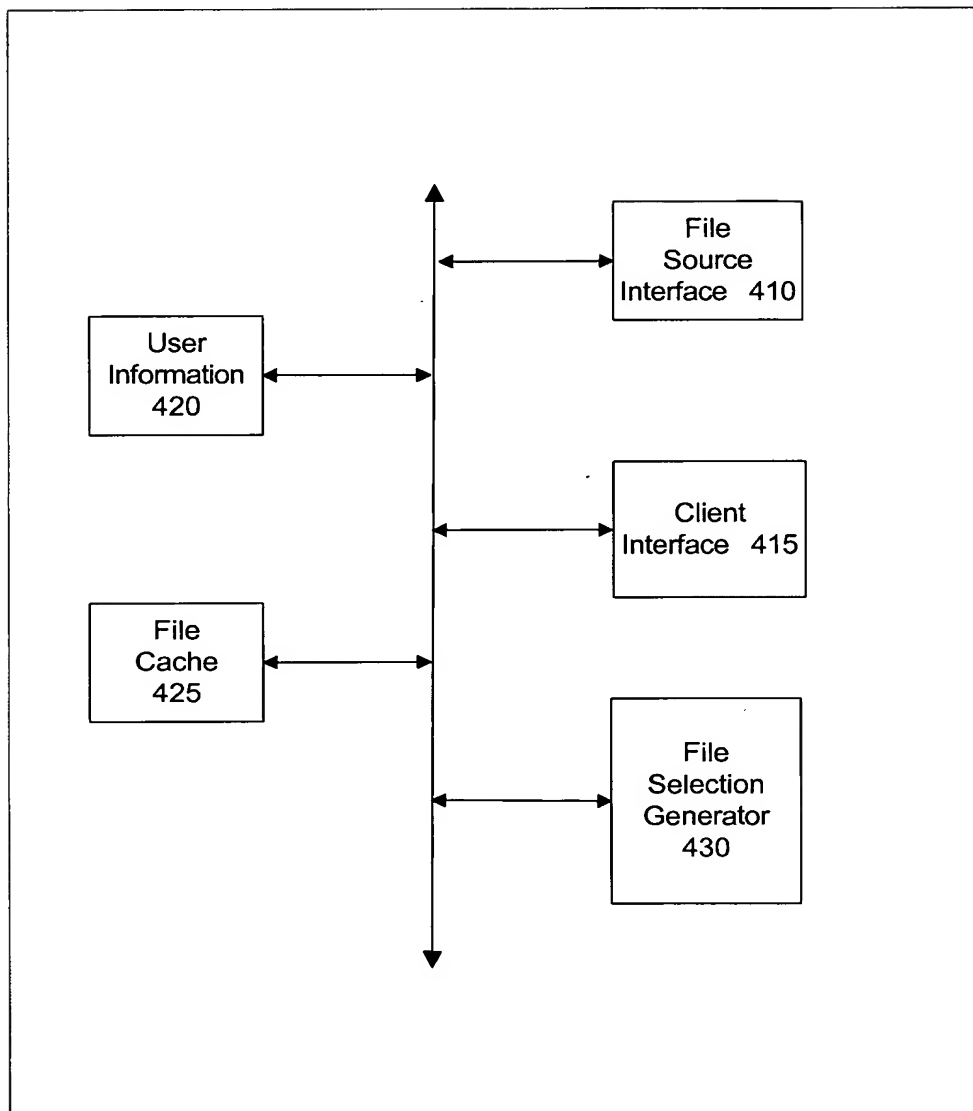 File
Source
Interface 410
User
Information
420
Client
Interface 415
File
Cache
425
File
Selection
Generator
430